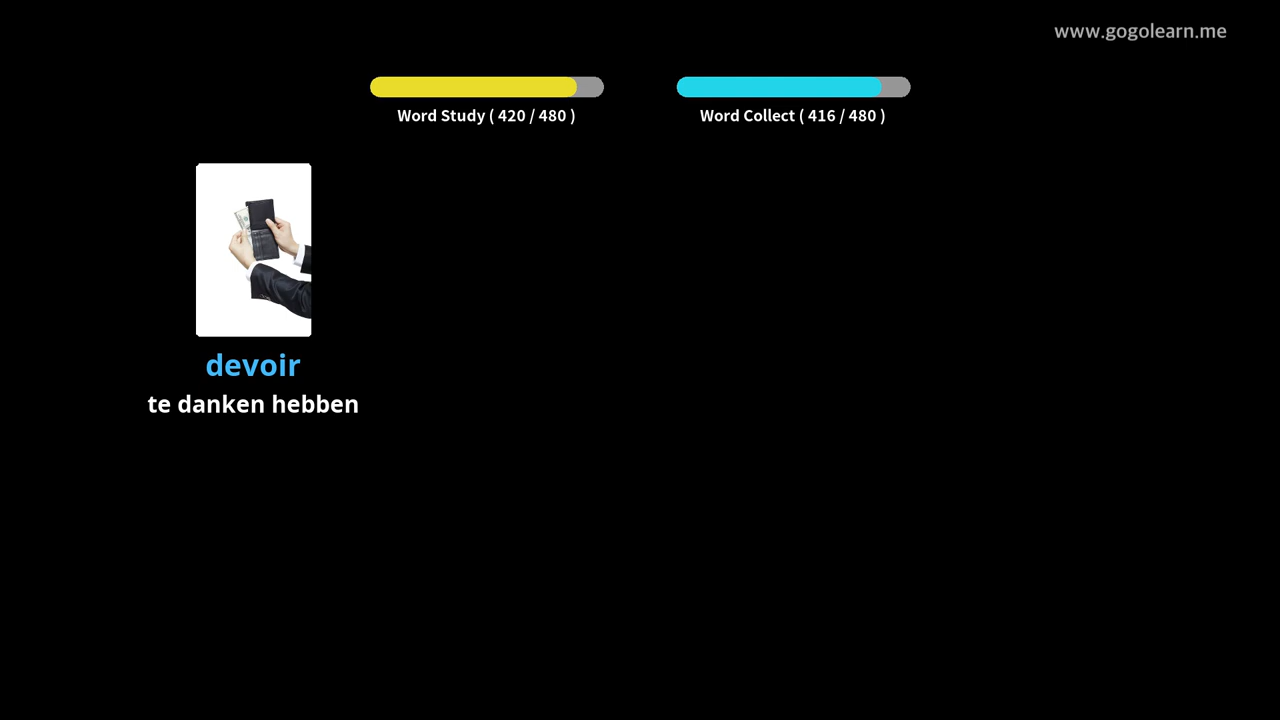 www.gogolearn.me
Word Study ( 420 / 480 )
Word Collect ( 416 / 480 )
devoir
te danken hebben